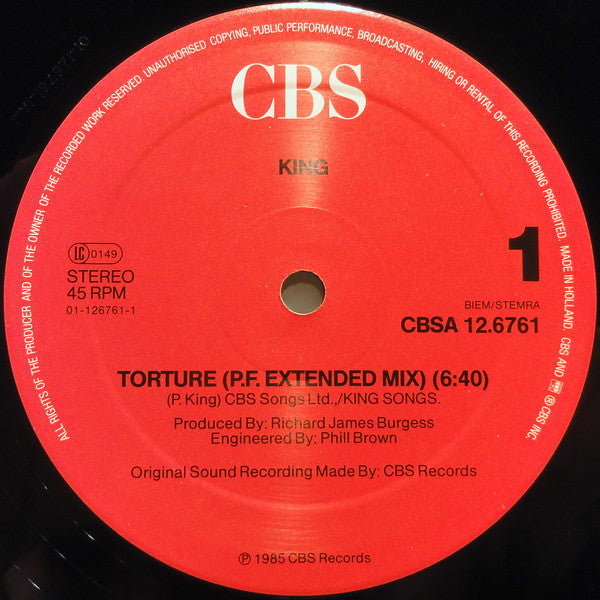 ALL RIGHTS OF THE PRODUCER AND OF THE OWNER OF THE RECORDED WORK RESERVED. UNAUTHORISED COPYING, PUBLIC PERFORMANCE, BROADCASTING, HIRING OR RENTAL OF THIS RECORDING PROHIBITED. MADE IN HOLLAND. CBS AND ℗ CBS INC.
CBS
KING
LC 0149
STEREO
45 RPM
01-126761-1
1
BIEM/STEMRA
CBSA 12.6761
TORTURE (P.F. EXTENDED MIX) (6:40)
(P. King) CBS Songs Ltd.,/KING SONGS.
Produced By: Richard James Burgess
Engineered By: Phill Brown
Original Sound Recording Made By: CBS Records
℗ 1985 CBS Records